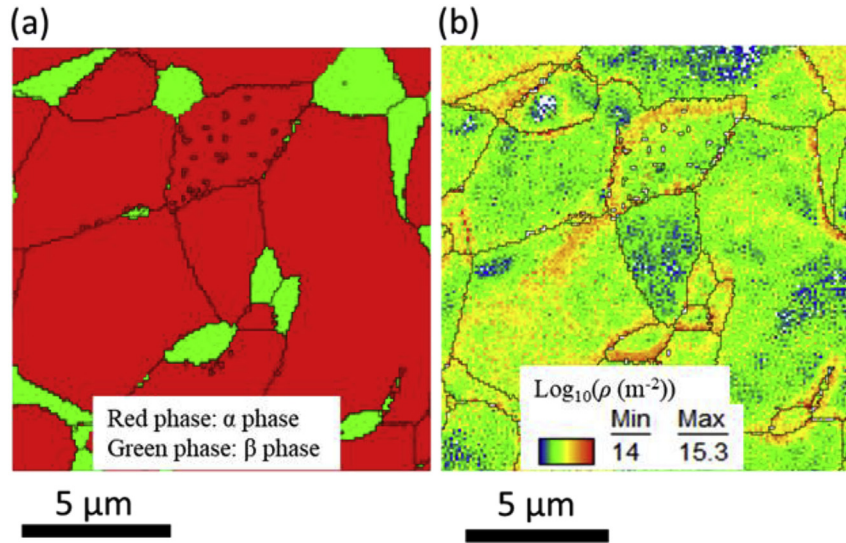 (a)
(b)
Red phase: α phase
Green phase: β phase
Log₁₀(ρ (m⁻²))
Min Max
14 15.3
5 µm
5 µm